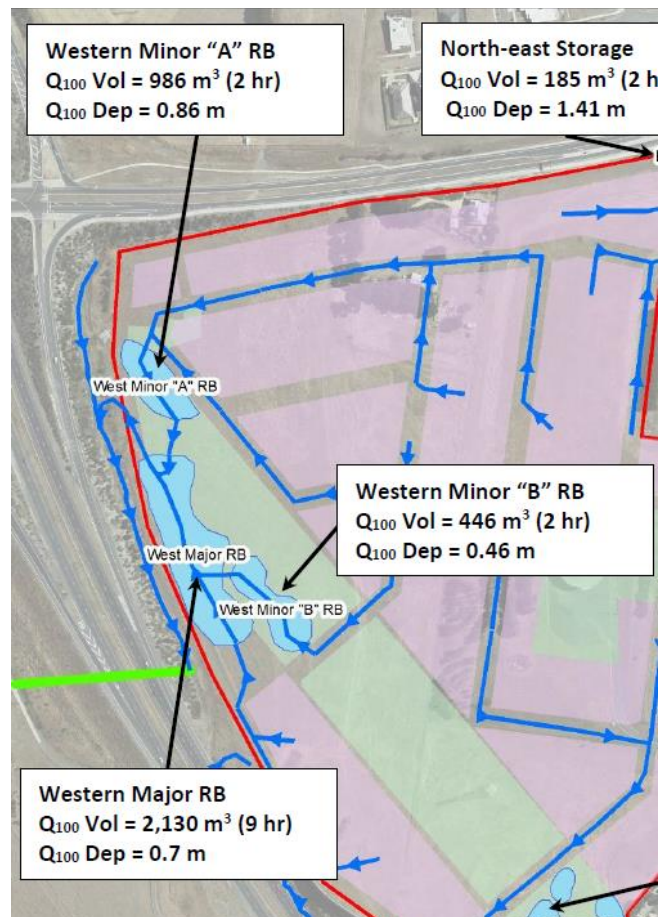 Western Minor “A” RB
Q₁₀₀ Vol = 986 m³ (2 hr)
Q₁₀₀ Dep = 0.86 m
North-east Storage
Q₁₀₀ Vol = 185 m³ (2 h
Q₁₀₀ Dep = 1.41 m
West Minor "A" RB
Western Minor “B” RB
Q₁₀₀ Vol = 446 m³ (2 hr)
Q₁₀₀ Dep = 0.46 m
West Major RB
West Minor "B" RB
Western Major RB
Q₁₀₀ Vol = 2,130 m³ (9 hr)
Q₁₀₀ Dep = 0.7 m